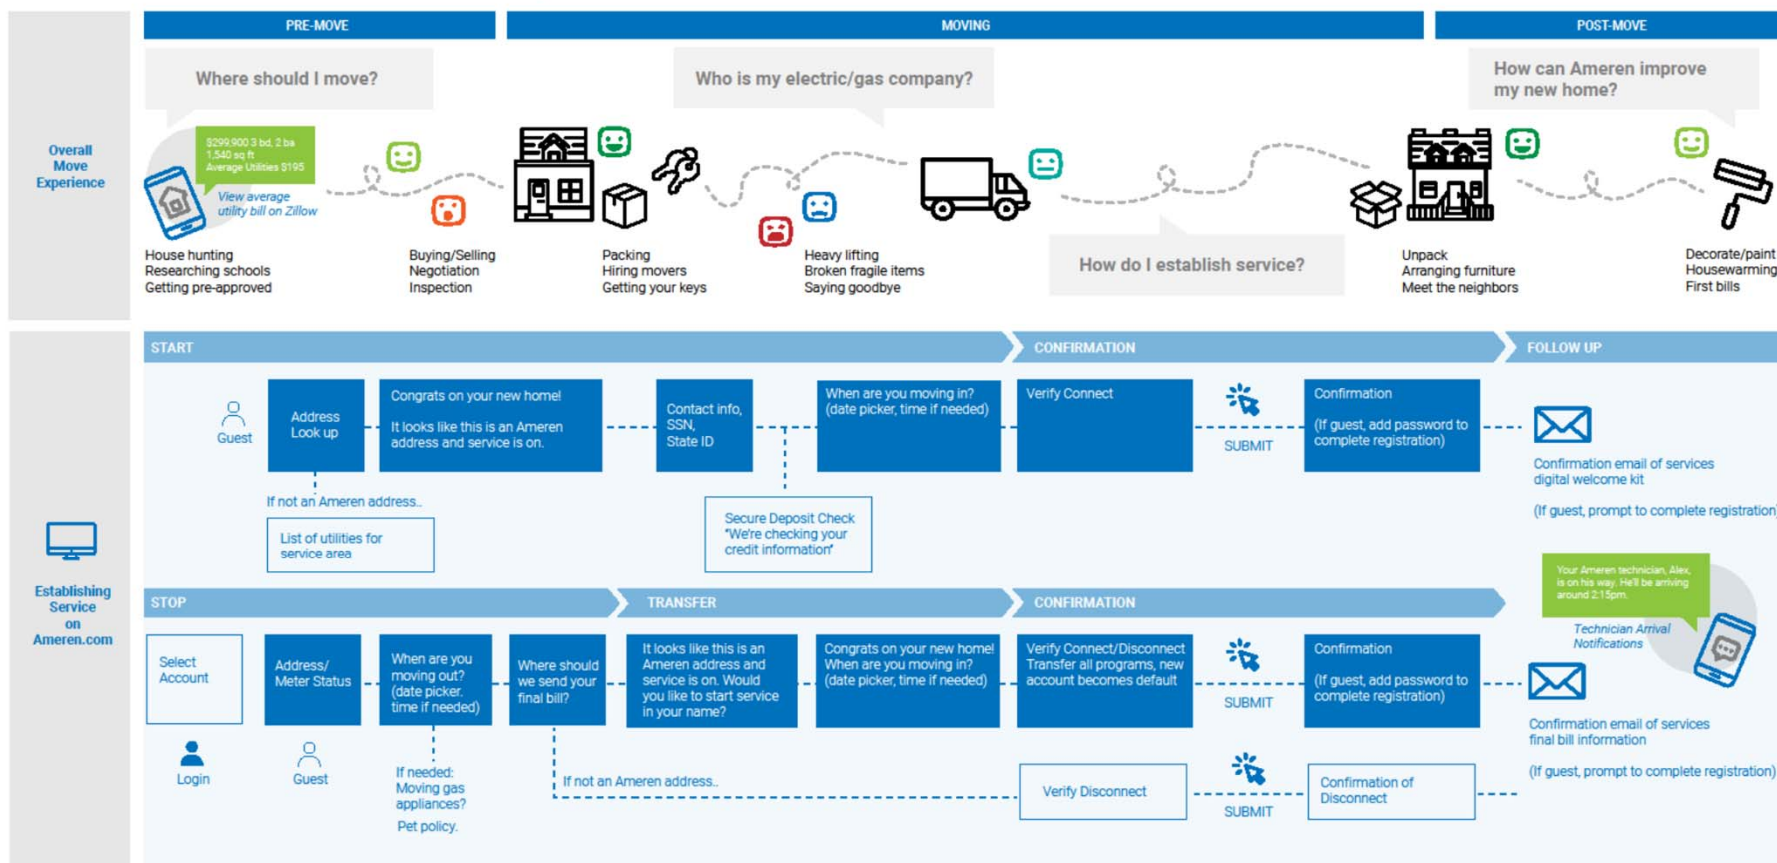 PRE-MOVE
MOVING
POST-MOVE
Where should I move?
Who is my electric/gas company?
How can Ameren improve
my new home?
Overall
Move
Experience
$299,900 3 bd, 2 ba
1,540 sq ft
Average Utilities $195
View average
utility bill on Zillow
How do I establish service?
House hunting
Researching schools
Getting pre-approved
Buying/Selling
Negotiation
Inspection
Packing
Hiring movers
Getting your keys
Heavy lifting
Broken fragile items
Saying goodbye
Unpack
Arranging furniture
Meet the neighbors
Decorate/paint
Housewarming
First bills
Establishing
Service
on
Ameren.com
START
CONFIRMATION
FOLLOW UP
Guest
Address
Look up
Congrats on your new home!
It looks like this is an Ameren
address and service is on.
Contact info,
SSN,
State ID
When are you moving in?
(date picker, time if needed)
Verify Connect
SUBMIT
Confirmation
(If guest, add password to
complete registration)
Confirmation email of services
digital welcome kit
(If guest, prompt to complete registration)
If not an Ameren address..
List of utilities for
service area
Secure Deposit Check
"We're checking your
credit information"
STOP
TRANSFER
CONFIRMATION
Your Ameren technician, Alex,
is on his way. He'll be arriving
around 2:15pm.
Technician Arrival
Notifications
Select
Account
Login
Address/
Meter Status
Guest
When are you
moving out?
(date picker.
time if needed)
If needed:
Moving gas
appliances?
Pet policy.
Where should
we send your
final bill?
It looks like this is an
Ameren address and
service is on. Would
you like to start service
in your name?
Congrats on your new home!
When are you moving in?
(date picker, time if needed)
Verify Connect/Disconnect
Transfer all programs, new
account becomes default
SUBMIT
Confirmation
(If guest, add password to
complete registration)
Confirmation email of services
final bill information
(If guest, prompt to complete registration)
If not an Ameren address..
Verify Disconnect
SUBMIT
Confirmation of
Disconnect